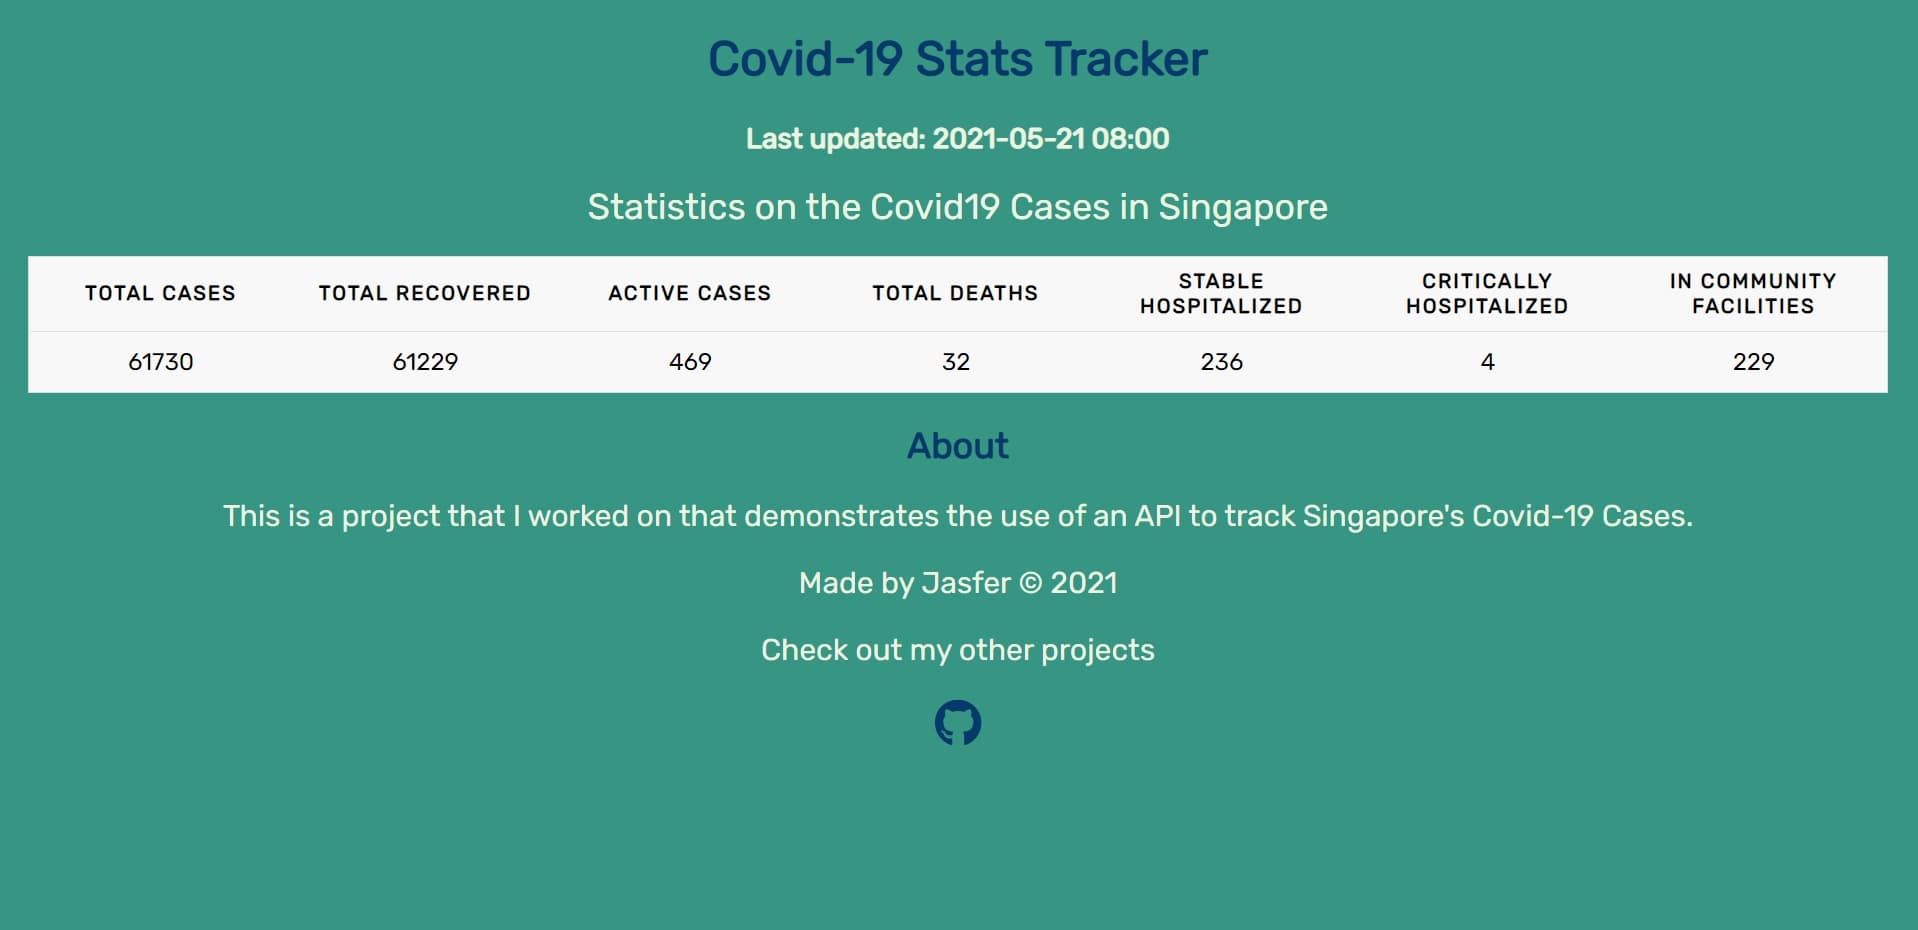 Covid-19 Stats Tracker
Last updated: 2021-05-21 08:00
Statistics on the Covid19 Cases in Singapore
TOTAL CASES TOTAL RECOVERED ACTIVE CASES TOTAL DEATHS STABLE HOSPITALIZED CRITICALLY HOSPITALIZED IN COMMUNITY FACILITIES
61730 61229 469 32 236 4 229
About
This is a project that I worked on that demonstrates the use of an API to track Singapore's Covid-19 Cases.
Made by Jasfer © 2021
Check out my other projects